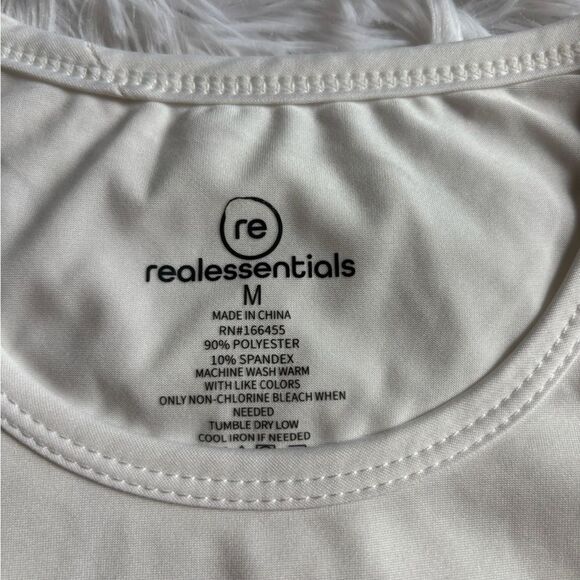 re
realessentials
M
MADE IN CHINA
RN#166455
90% POLYESTER
10% SPANDEX
MACHINE WASH WARM
WITH LIKE COLORS
ONLY NON-CHLORINE BLEACH WHEN
NEEDED
TUMBLE DRY LOW
COOL IRON IF NEEDED